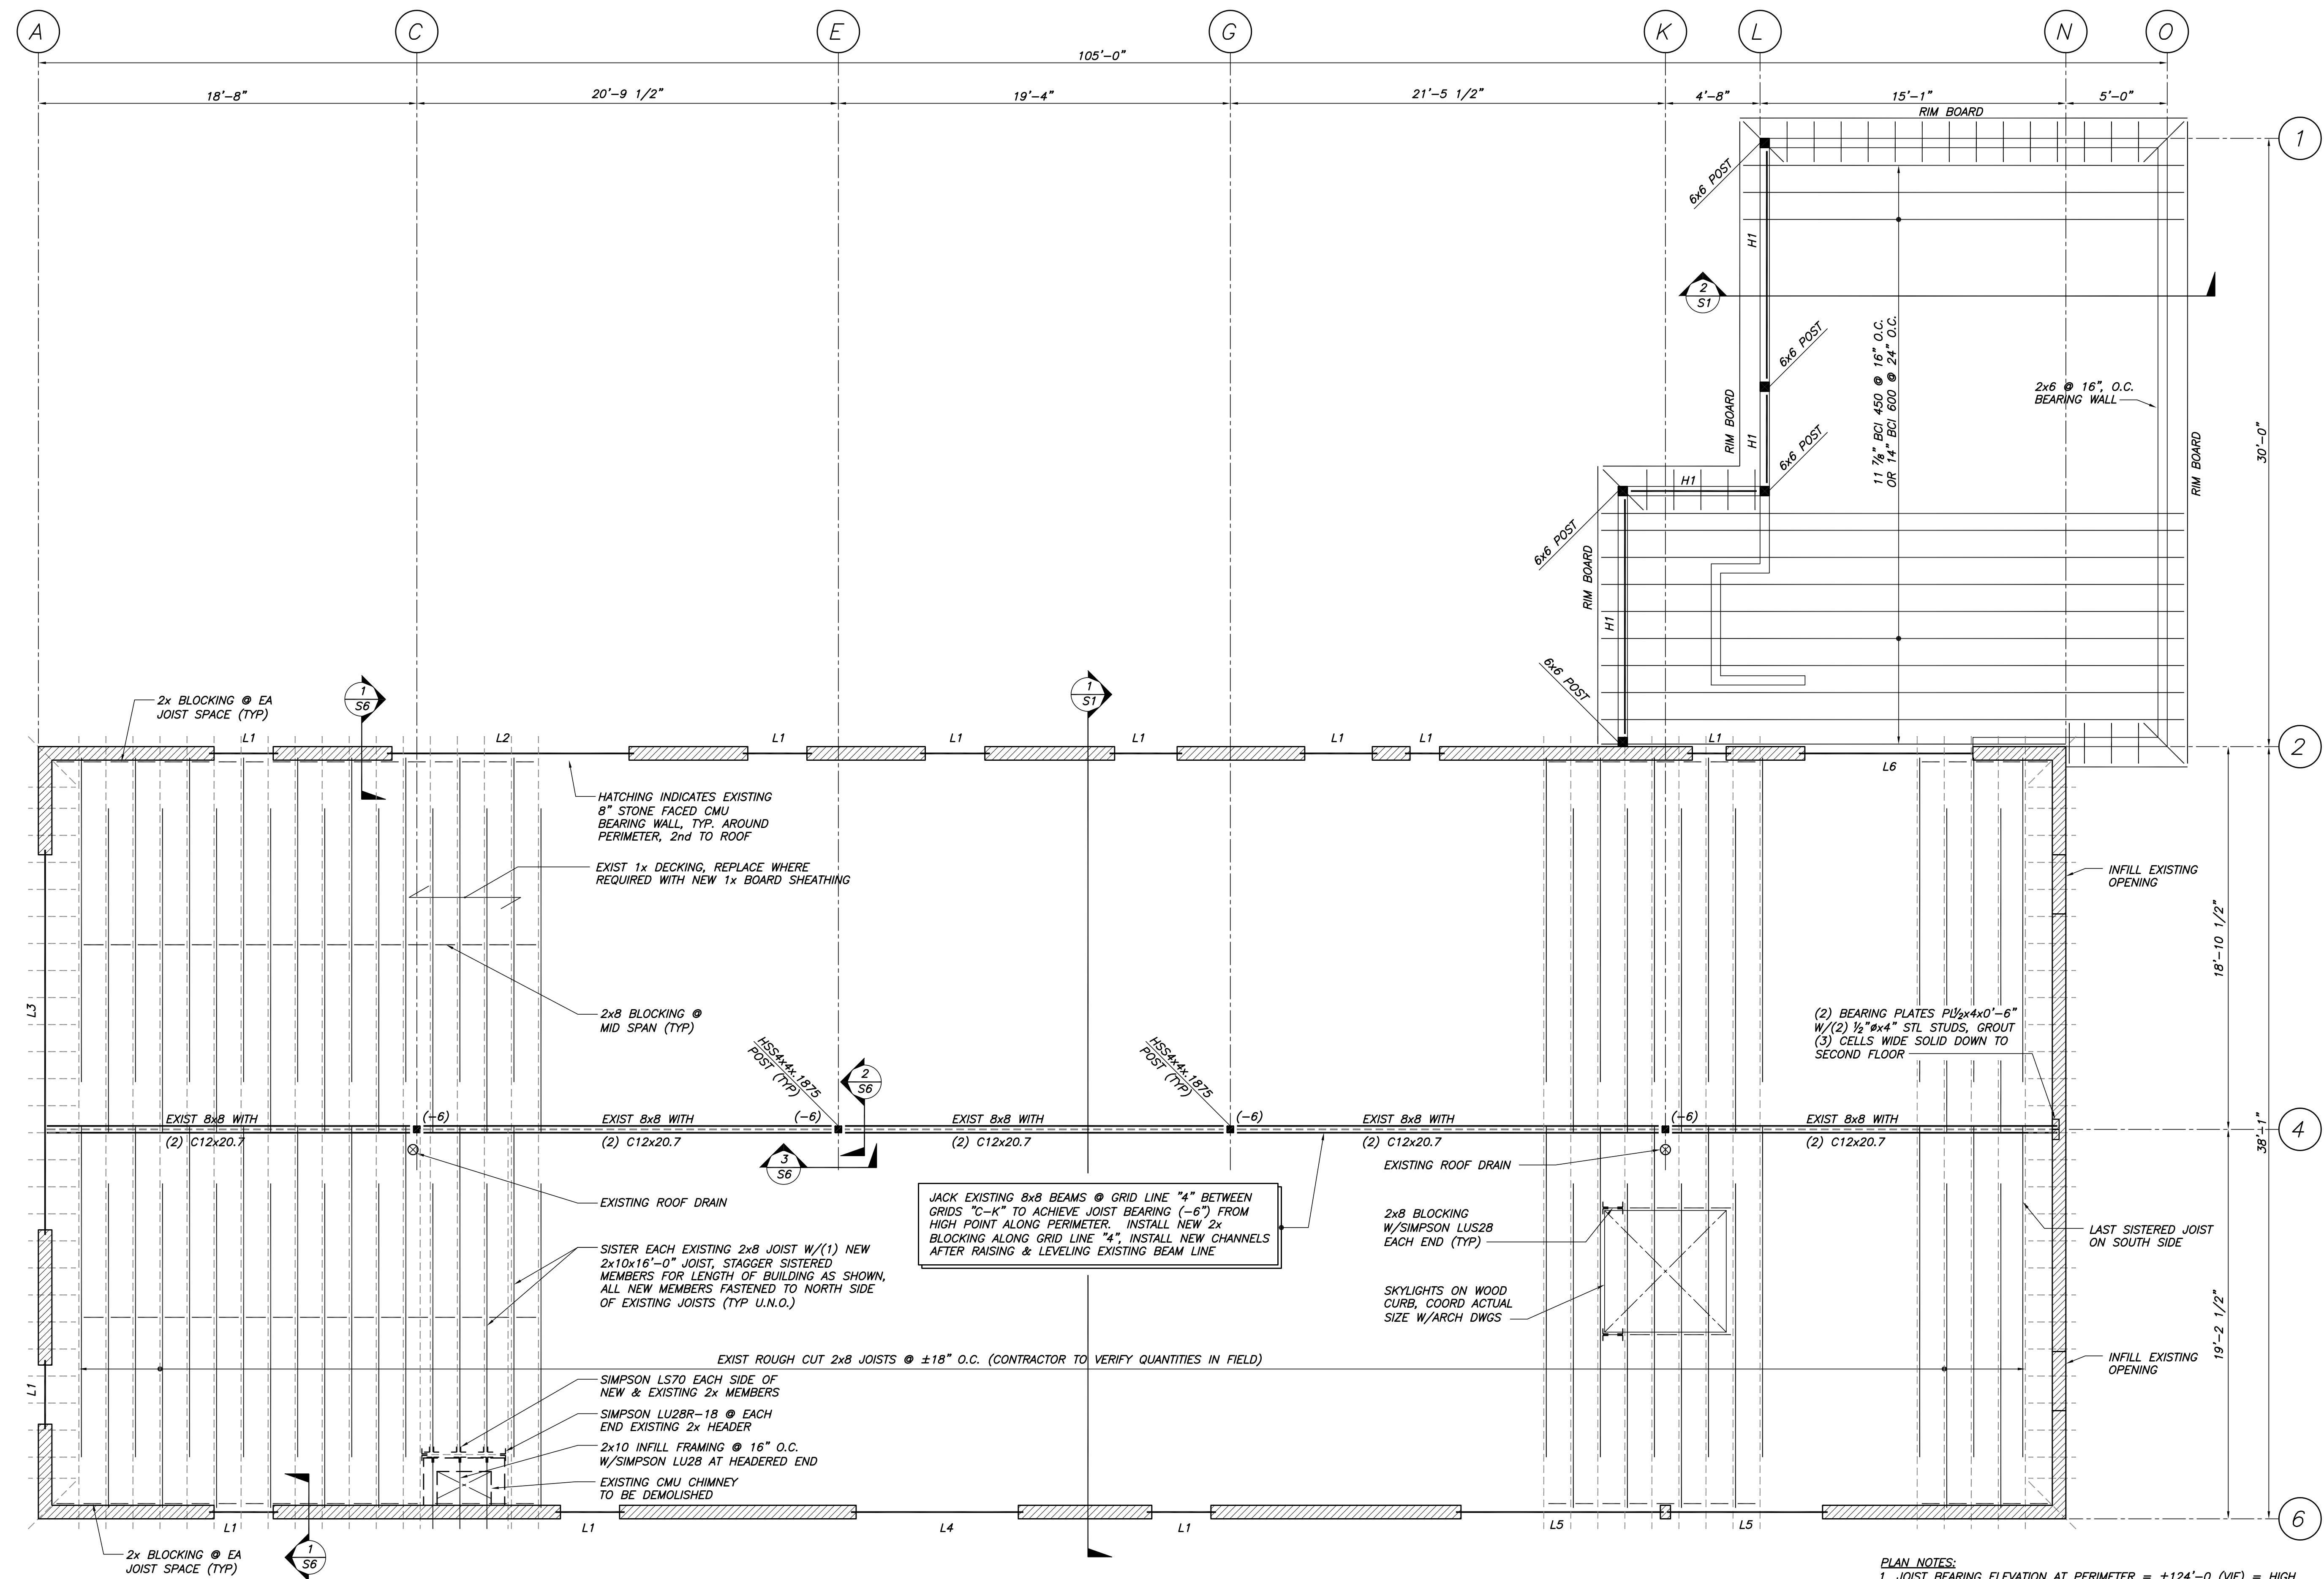 A
C
E
G
K
L
N
O
105'-0"
18'-8"
20'-9 1/2"
19'-4"
21'-5 1/2"
4'-8"
15'-1"
5'-0"
RIM BOARD
1
6x6 POST
H1
2
S1
6x6 POST
11 7/8" BCI 450 @ 16" O.C.
OR 14" BCI 600 @ 24" O.C.
2x6 @ 16", O.C.
BEARING WALL
RIM BOARD
H1
6x6 POST
RIM BOARD
30'-0"
H1
6x6 POST
RIM BOARD
H1
6x6 POST
2x BLOCKING @ EA
JOIST SPACE (TYP)
1
S6
1
S1
L1
L2
L1
L1
L1
L1
L1
L1
2
L6
HATCHING INDICATES EXISTING
8" STONE FACED CMU
BEARING WALL, TYP. AROUND
PERIMETER, 2nd TO ROOF
EXIST 1x DECKING, REPLACE WHERE
REQUIRED WITH NEW 1x BOARD SHEATHING
INFILL EXISTING
OPENING
18'-10 1/2"
L3
2x8 BLOCKING @
MID SPAN (TYP)
HSS4x4x.1875
POST (TYP)
2
S6
HSS4x4x.1875
POST (TYP)
(2) BEARING PLATES PL½x4x0'-6"
W/(2) ½"øx4" STL STUDS, GROUT
(3) CELLS WIDE SOLID DOWN TO
SECOND FLOOR
EXIST 8x8 WITH
(2) C12x20.7
(-6)
EXIST 8x8 WITH
(2) C12x20.7
(-6)
EXIST 8x8 WITH
(2) C12x20.7
(-6)
EXIST 8x8 WITH
(2) C12x20.7
(-6)
EXIST 8x8 WITH
(2) C12x20.7
4
38'-1"
3
S6
EXISTING ROOF DRAIN
EXISTING ROOF DRAIN
JACK EXISTING 8x8 BEAMS @ GRID LINE "4" BETWEEN
GRIDS "C-K" TO ACHIEVE JOIST BEARING (-6") FROM
HIGH POINT ALONG PERIMETER. INSTALL NEW 2x
BLOCKING ALONG GRID LINE "4", INSTALL NEW CHANNELS
AFTER RAISING & LEVELING EXISTING BEAM LINE
2x8 BLOCKING
W/SIMPSON LUS28
EACH END (TYP)
LAST SISTERED JOIST
ON SOUTH SIDE
SISTER EACH EXISTING 2x8 JOIST W/(1) NEW
2x10x16'-0" JOIST, STAGGER SISTERED
MEMBERS FOR LENGTH OF BUILDING AS SHOWN,
ALL NEW MEMBERS FASTENED TO NORTH SIDE
OF EXISTING JOISTS (TYP U.N.O.)
SKYLIGHTS ON WOOD
CURB, COORD ACTUAL
SIZE W/ARCH DWGS
19'-2 1/2"
EXIST ROUGH CUT 2x8 JOISTS @ ±18" O.C. (CONTRACTOR TO VERIFY QUANTITIES IN FIELD)
INFILL EXISTING
OPENING
L1
SIMPSON LS70 EACH SIDE OF
NEW & EXISTING 2x MEMBERS
SIMPSON LU28R-18 @ EACH
END EXISTING 2x HEADER
2x10 INFILL FRAMING @ 16" O.C.
W/SIMPSON LU28 AT HEADERED END
EXISTING CMU CHIMNEY
TO BE DEMOLISHED
L1
L1
L4
L1
L5
L5
6
2x BLOCKING @ EA
JOIST SPACE (TYP)
1
S6
PLAN NOTES:
1. JOIST BEARING ELEVATION AT PERIMETER = ±124'-0 (VIF) = HIGH